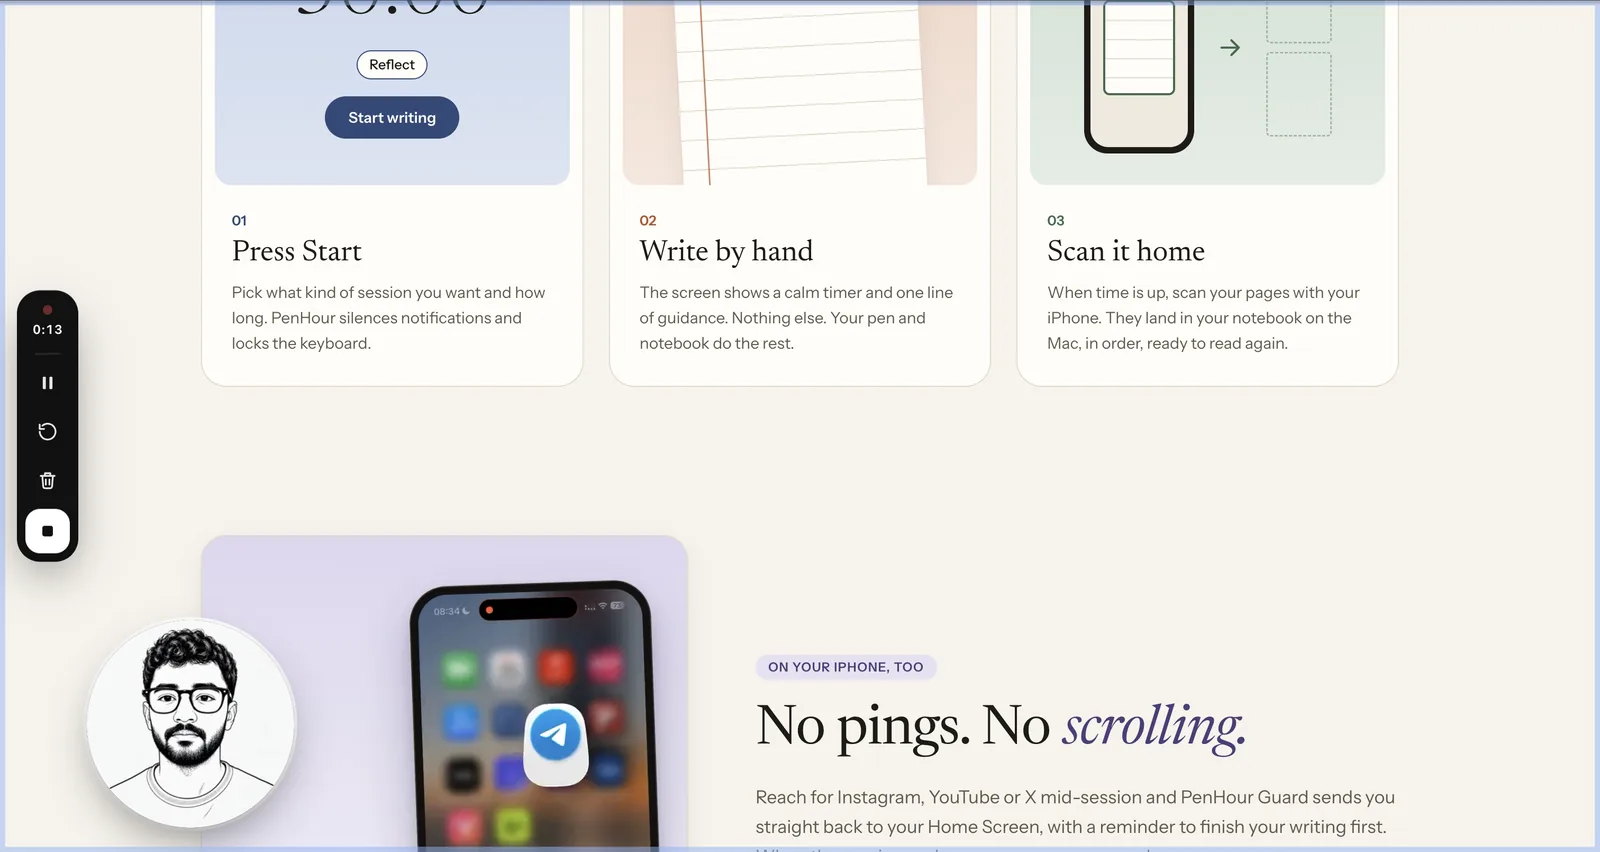 Reflect
Start writing
01
Press Start
Pick what kind of session you want and how
long. PenHour silences notifications and
locks the keyboard.
02
Write by hand
The screen shows a calm timer and one line
of guidance. Nothing else. Your pen and
notebook do the rest.
03
Scan it home
When time is up, scan your pages with your
iPhone. They land in your notebook on the
Mac, in order, ready to read again.
0:13
08:34
ON YOUR IPHONE, TOO
No pings. No scrolling.
Reach for Instagram, YouTube or X mid-session and PenHour Guard sends you
straight back to your Home Screen, with a reminder to finish your writing first.